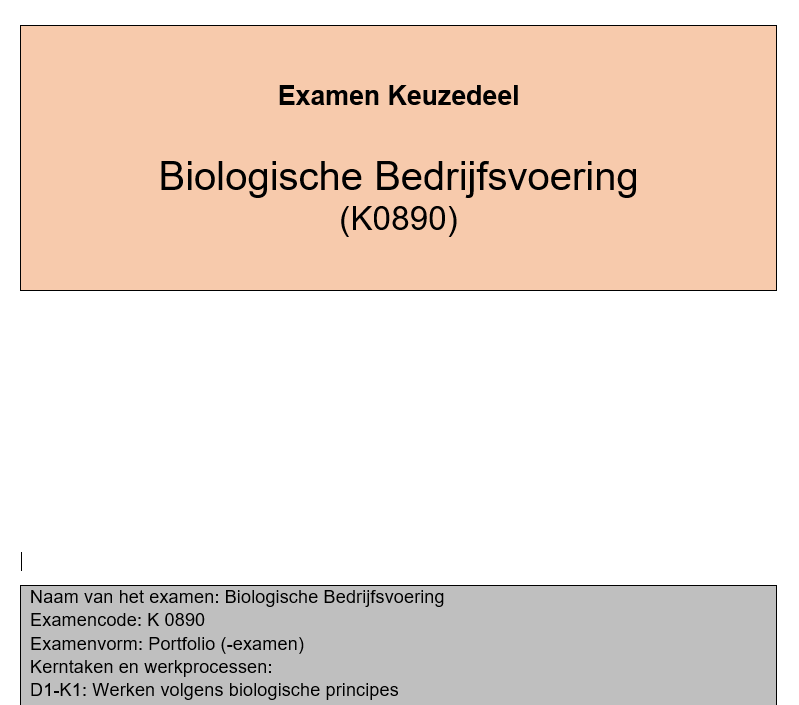 Examen Keuzedeel
Biologische Bedrijfsvoering
(K0890)
Naam van het examen: Biologische Bedrijfsvoering
Examencode: K 0890
Examenvorm: Portfolio (-examen)
Kerntaken en werkprocessen:
D1-K1: Werken volgens biologische principes